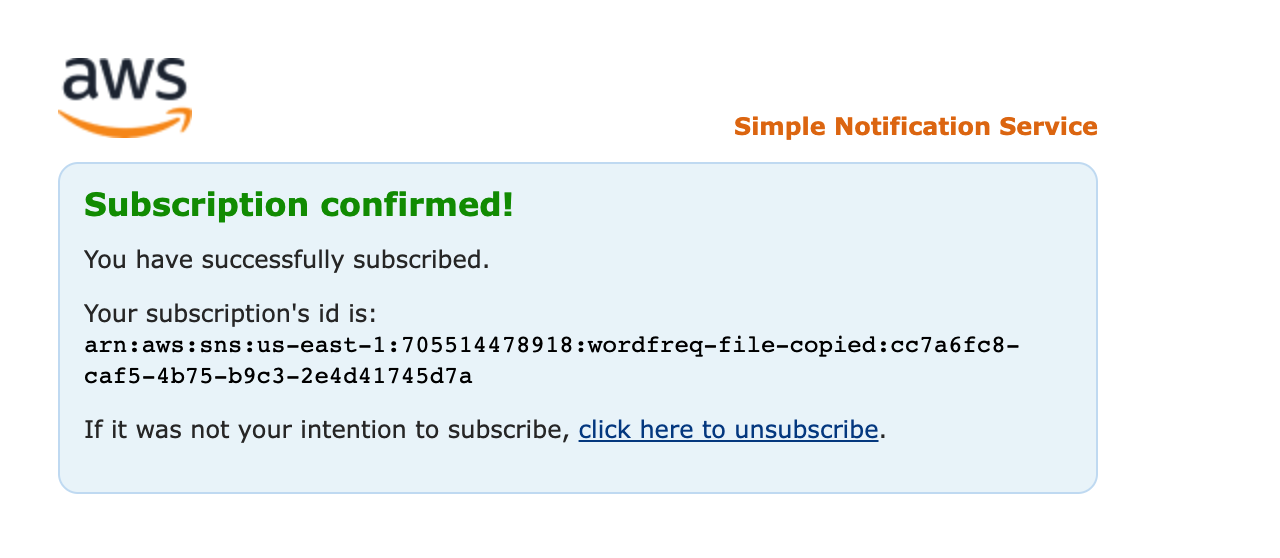 aws
Simple Notification Service
Subscription confirmed!
You have successfully subscribed.
Your subscription's id is:
arn:aws:sns:us-east-1:705514478918:wordfreq-file-copied:cc7a6fc8-
caf5-4b75-b9c3-2e4d41745d7a
If it was not your intention to subscribe, click here to unsubscribe.